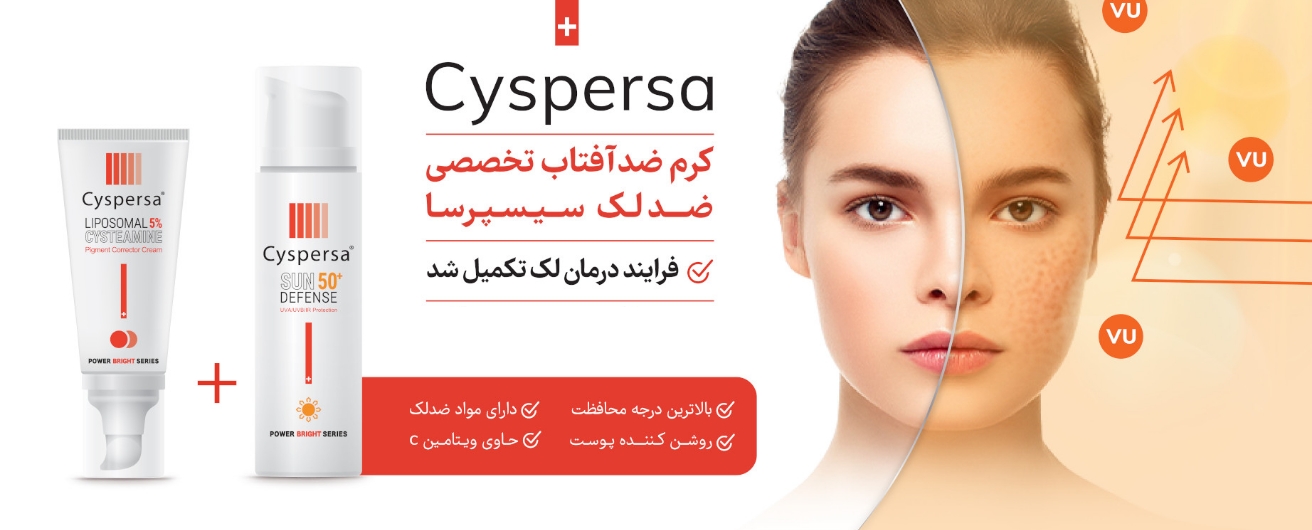 Cyspersa
کرم ضدآفتاب تخصصی
ضد لک سیسپرسا
فرایند درمان لک تکمیل شد
بالاترین درجه محافظت
دارای مواد ضدلک
روشن کننده پوست
حاوی ویتامین c
Cyspersa®
LIPOSOMAL 5%
CYSTEAMINE
Pigment Corrector Cream
POWER BRIGHT SERIES
+
Cyspersa®
SUN 50+
DEFENSE
UVA/UVB/IR Protection
POWER BRIGHT SERIES
VU
VU
VU